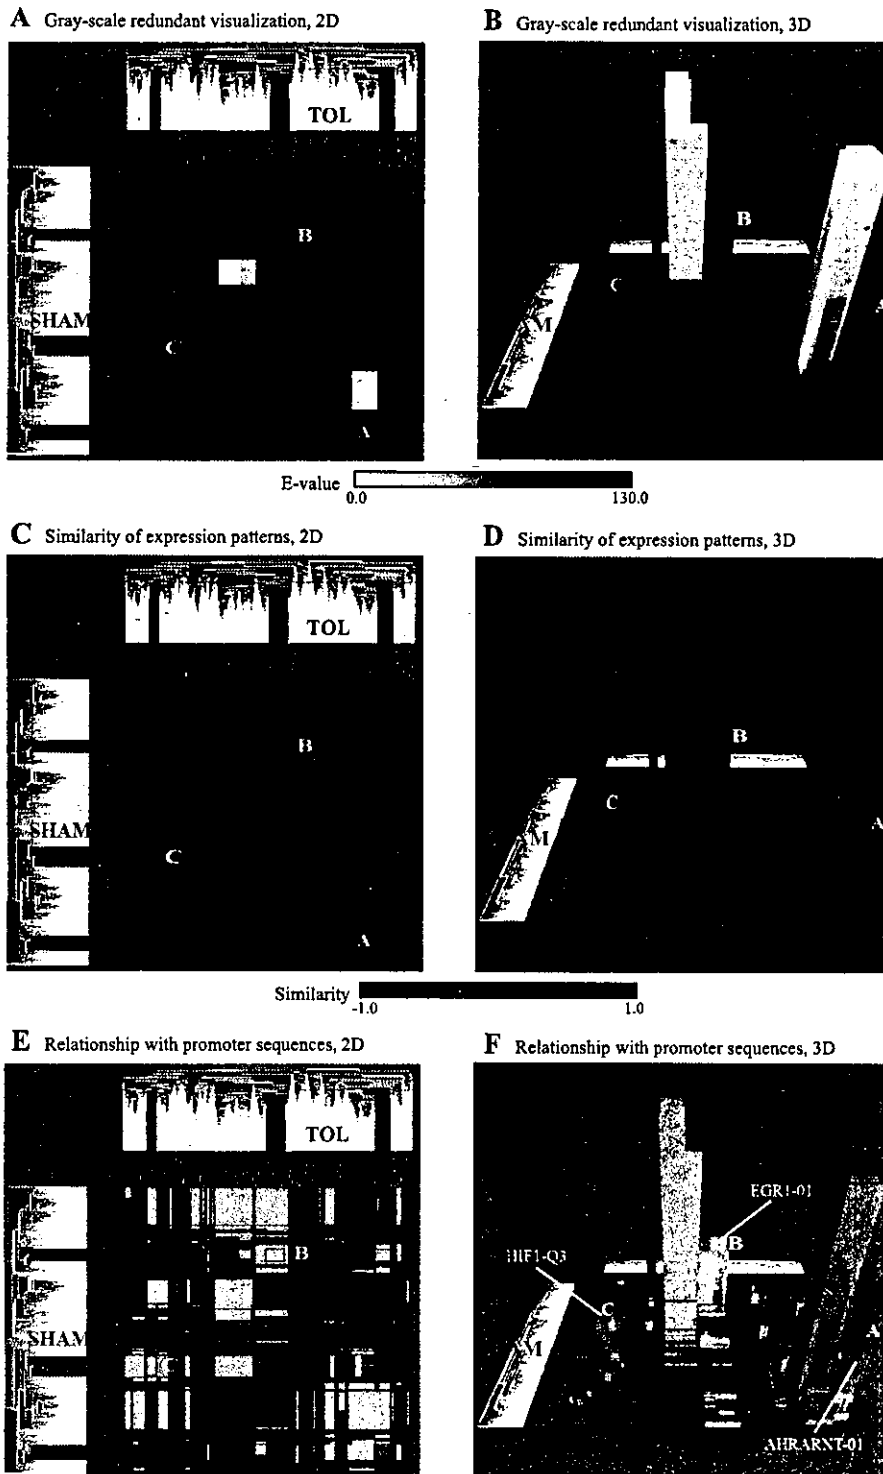 A Gray-scale redundant visualization, 2D
B Gray-scale redundant visualization, 3D
TOL
B
SHAM
C
A
B
C
M
A
E-value
0.0
130.0
C Similarity of expression patterns, 2D
D Similarity of expression patterns, 3D
TOL
B
SHAM
C
A
B
C
M
A
Similarity
-1.0
1.0
E Relationship with promoter sequences, 2D
F Relationship with promoter sequences, 3D
TOL
B
SHAM
C
EGR1-01
B
HIF1-Q3
C
A
M
AHRARNT-01